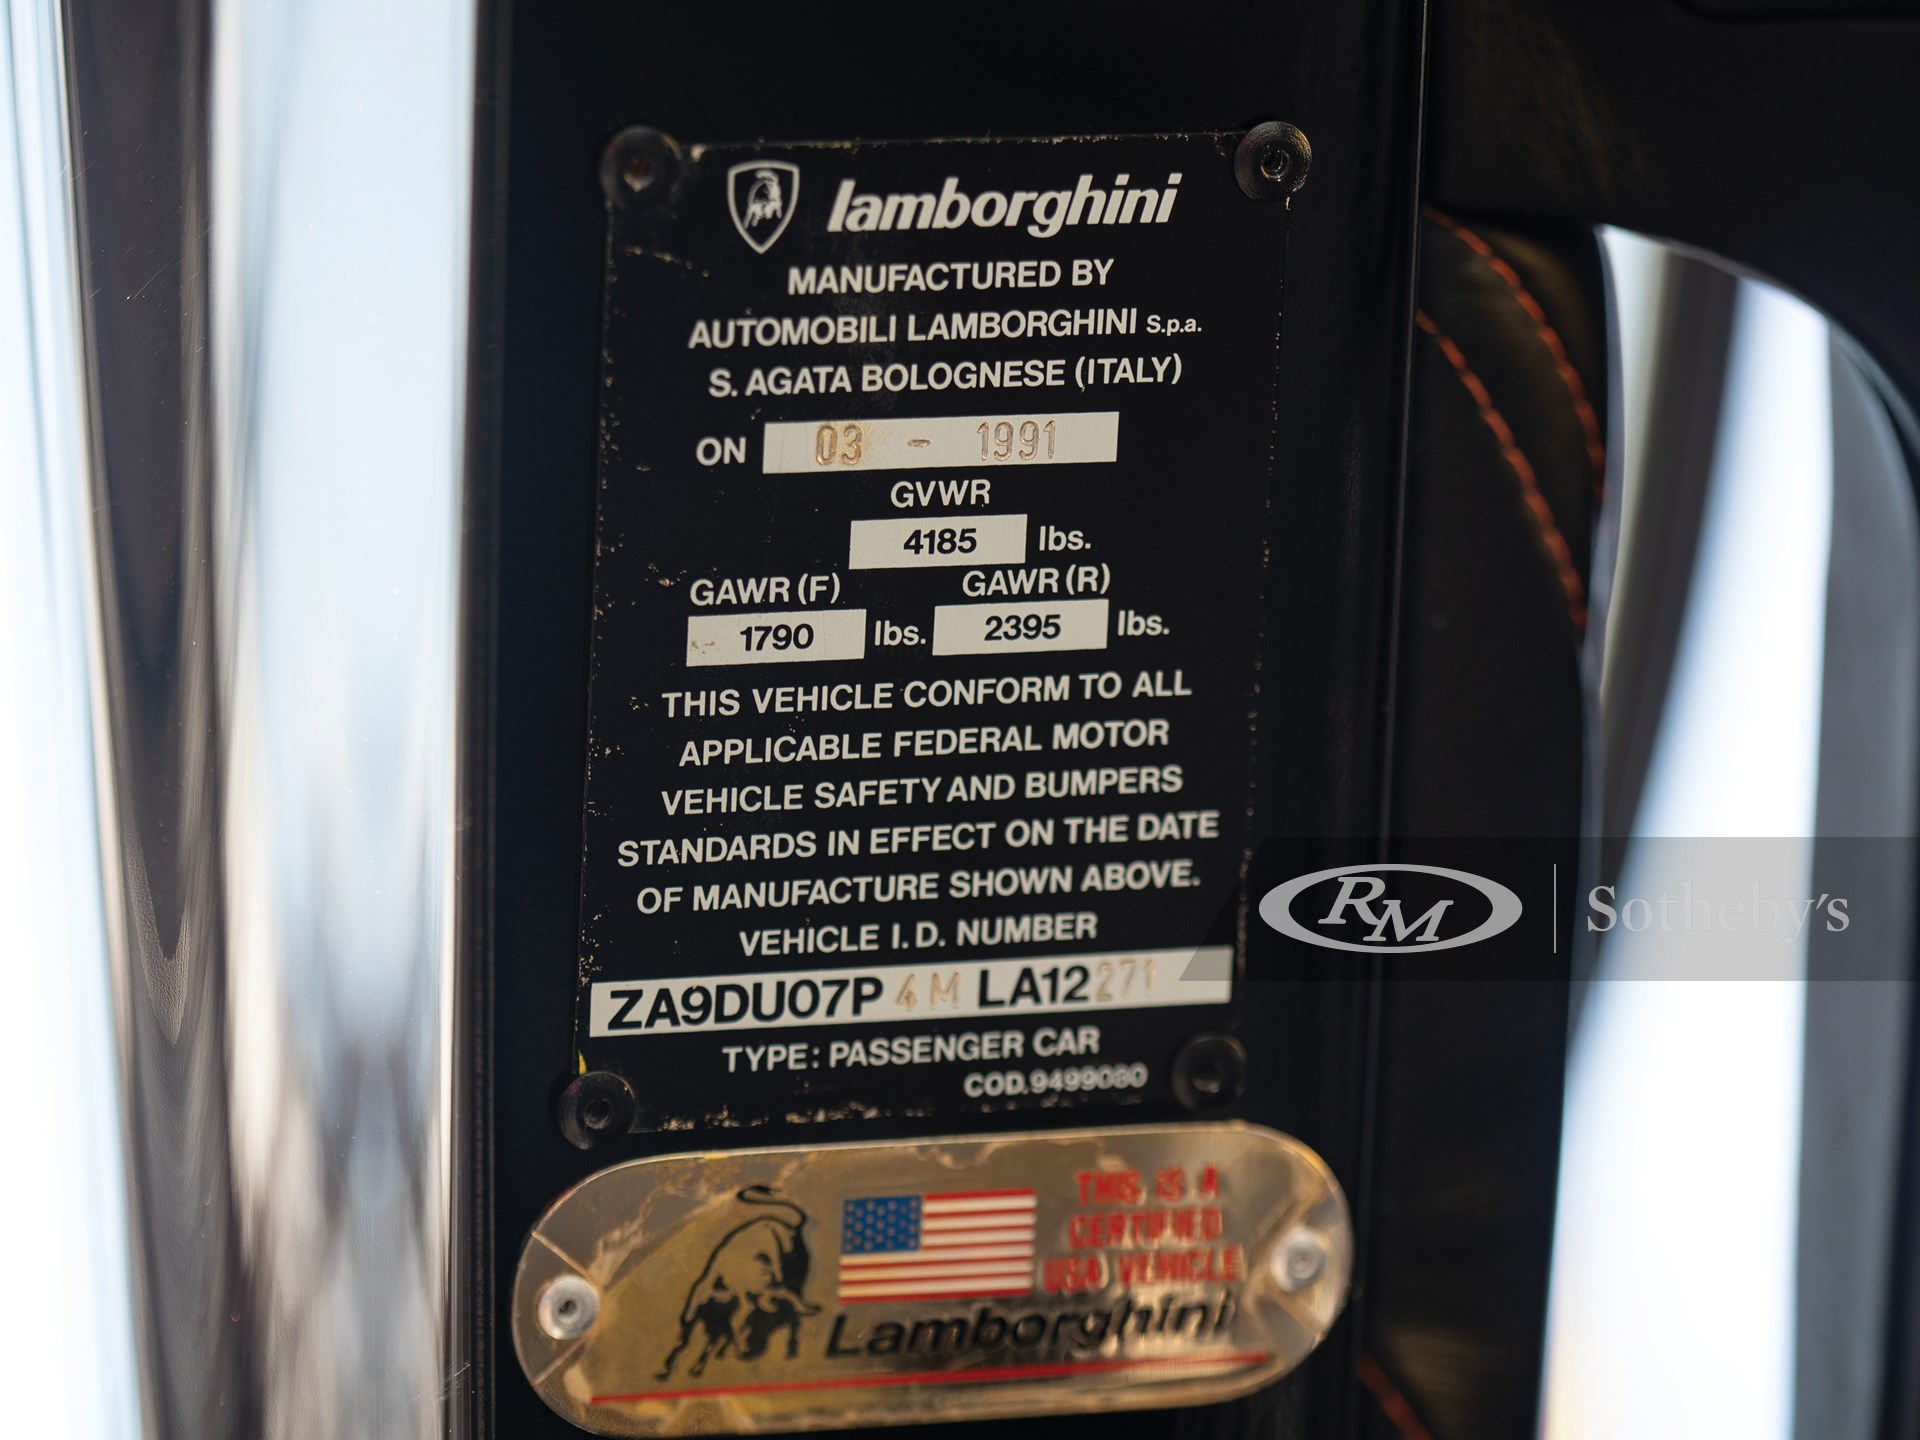 lamborghini
MANUFACTURED BY
AUTOMOBILI LAMBORGHINI S.p.a.
S. AGATA BOLOGNESE (ITALY)
ON 03 - 1991
GVWR
4185 lbs.
GAWR (F) GAWR (R)
1790 lbs. 2395 lbs.
THIS VEHICLE CONFORM TO ALL
APPLICABLE FEDERAL MOTOR
VEHICLE SAFETY AND BUMPERS
STANDARDS IN EFFECT ON THE DATE
OF MANUFACTURE SHOWN ABOVE.
VEHICLE I.D. NUMBER
ZA9DU07P4MLA12271
TYPE: PASSENGER CAR
COD.9499080
THIS IS A
CERTIFIED
USA VEHICLE
Lamborghini
RM Sotheby's